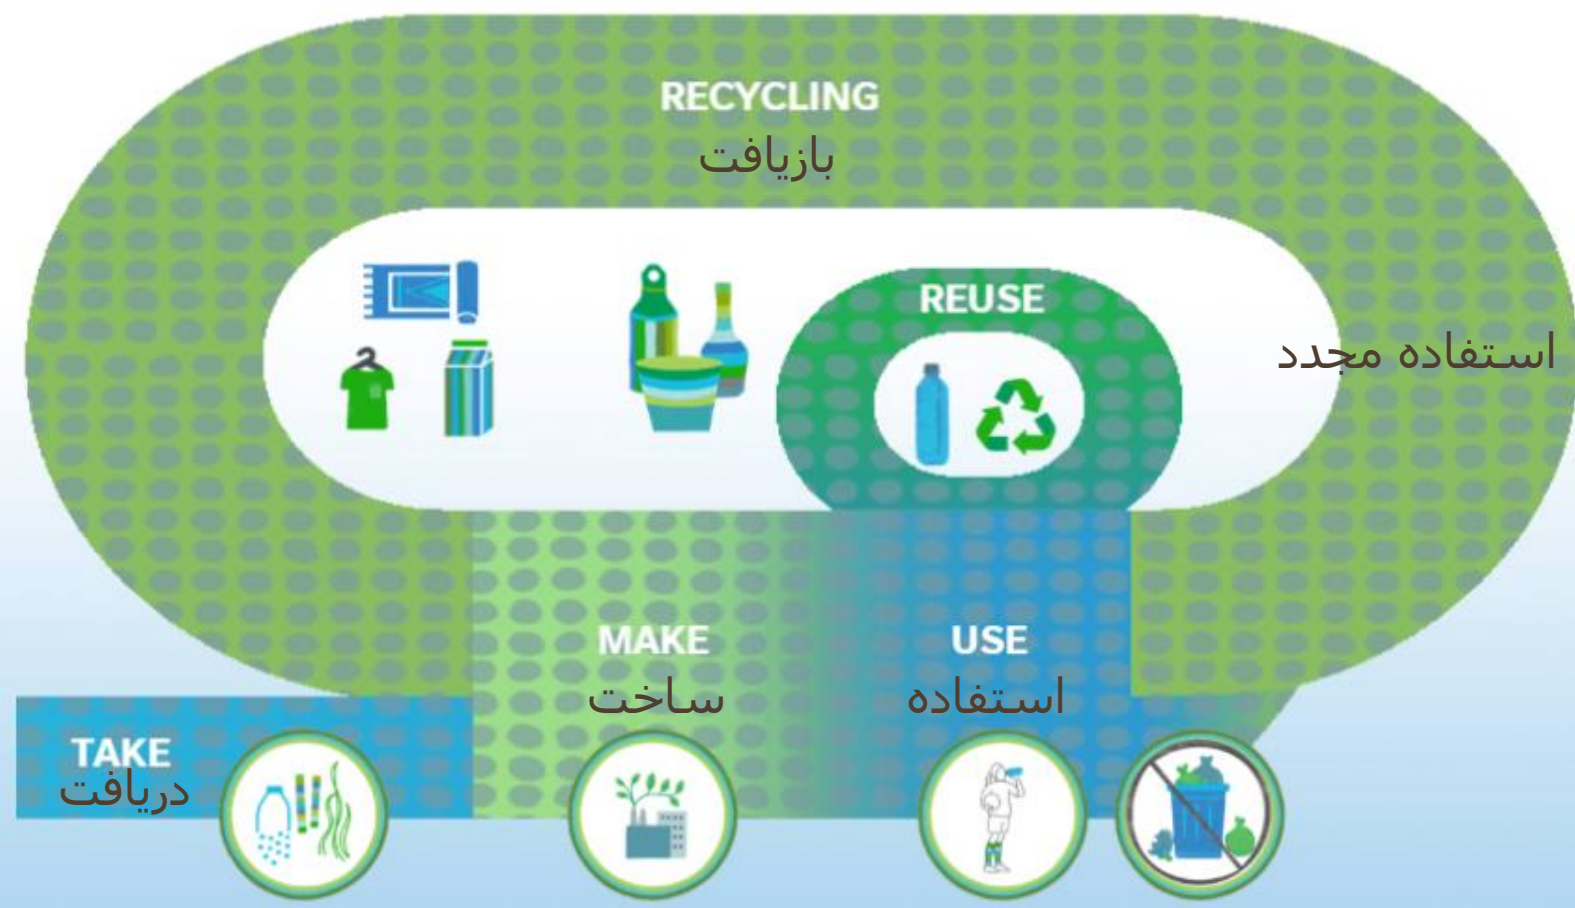 RECYCLING
بازیافت
REUSE
استفاده مجدد
MAKE
ساخت
USE
استفاده
TAKE
دریافت